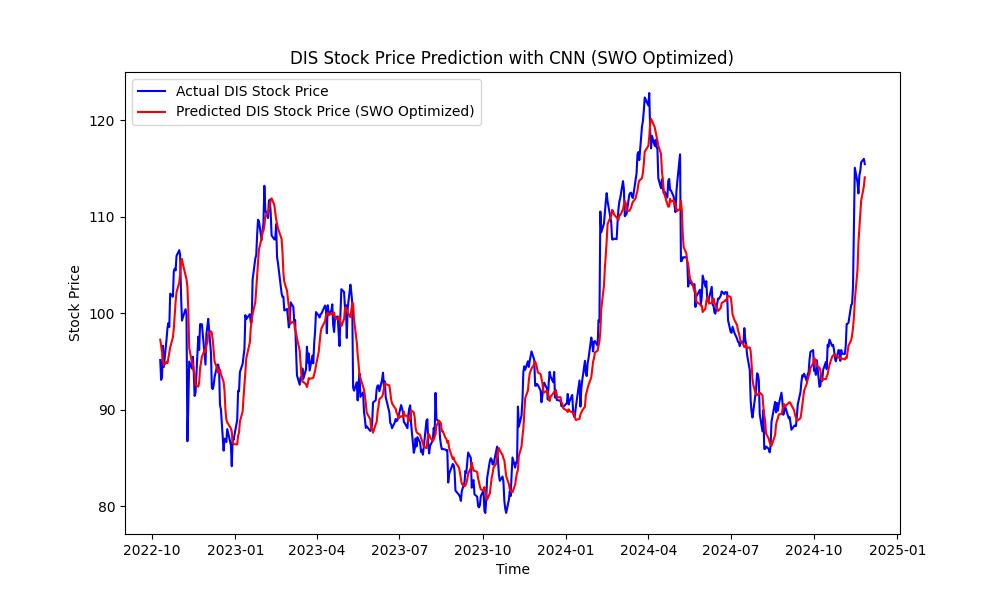 DIS Stock Price Prediction with CNN (SWO Optimized)
Actual DIS Stock Price
Predicted DIS Stock Price (SWO Optimized)
120
110
100
90
80
Stock Price
2022-10 2023-01 2023-04 2023-07 2023-10 2024-01 2024-04 2024-07 2024-10 2025-01
Time